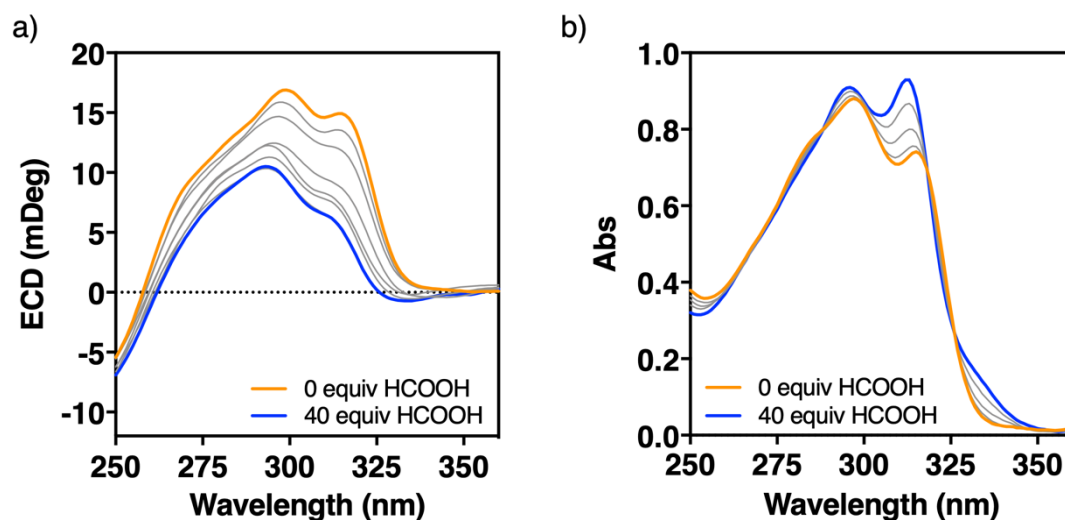 a)
ECD (mDeg)
20
15
10
5
0
-5
-10
0 equiv HCOOH
40 equiv HCOOH
250 275 300 325 350
Wavelength (nm)
b)
Abs
1.0
0.8
0.6
0.4
0.2
0.0
0 equiv HCOOH
40 equiv HCOOH
250 275 300 325 350
Wavelength (nm)